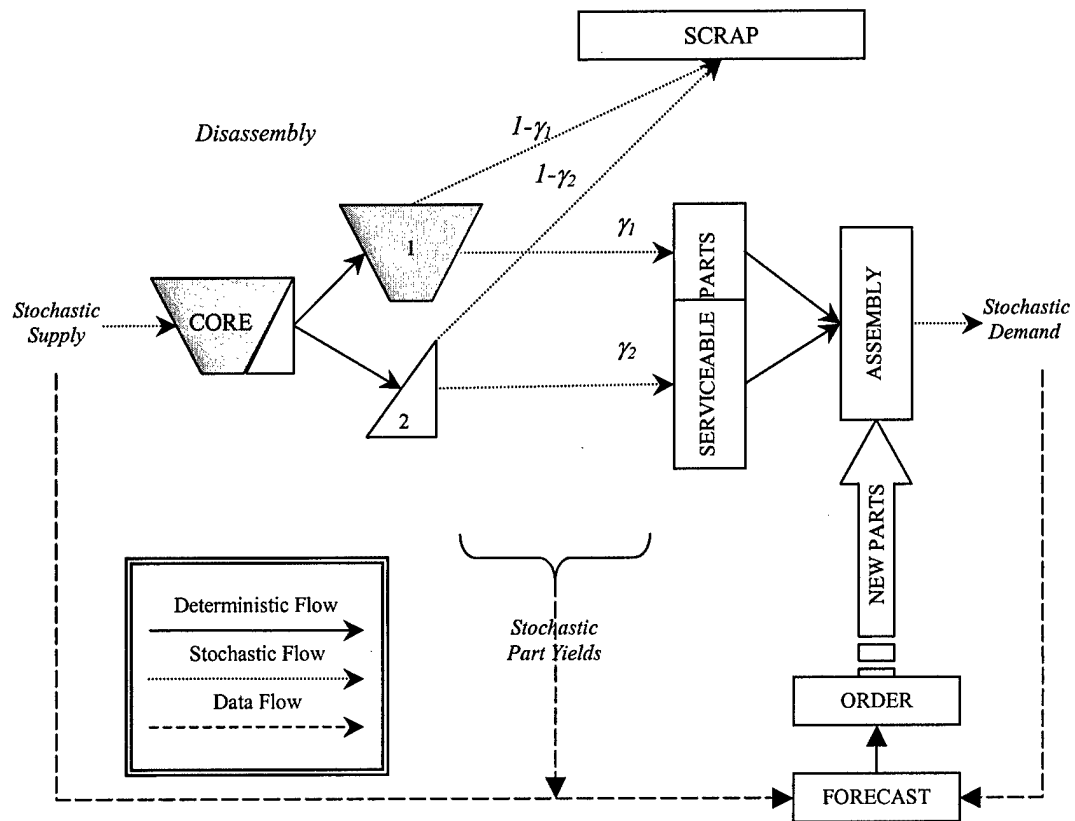 SCRAP
Disassembly
1-γ1
1-γ2
1
γ1
Stochastic
Supply
CORE
SERVICEABLE PARTS
ASSEMBLY
Stochastic
Demand
γ2
2
NEW PARTS
Deterministic Flow
Stochastic Flow
Data Flow
Stochastic
Part Yields
ORDER
FORECAST